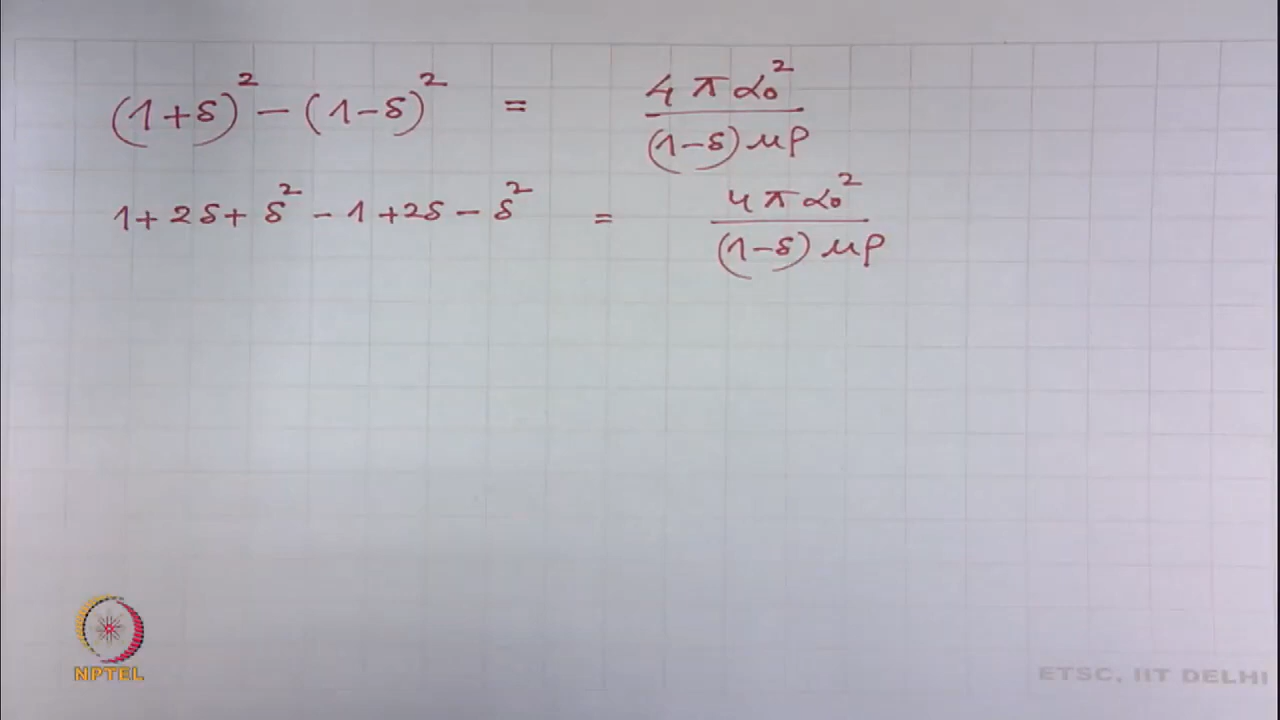 (1+δ)² − (1−δ)² = 4πα₀² / (1−δ)μρ
1+2δ+δ²−1+2δ−δ² = 4πα₀² / (1−δ)μρ
NPTEL
ETSC, IIT DELHI